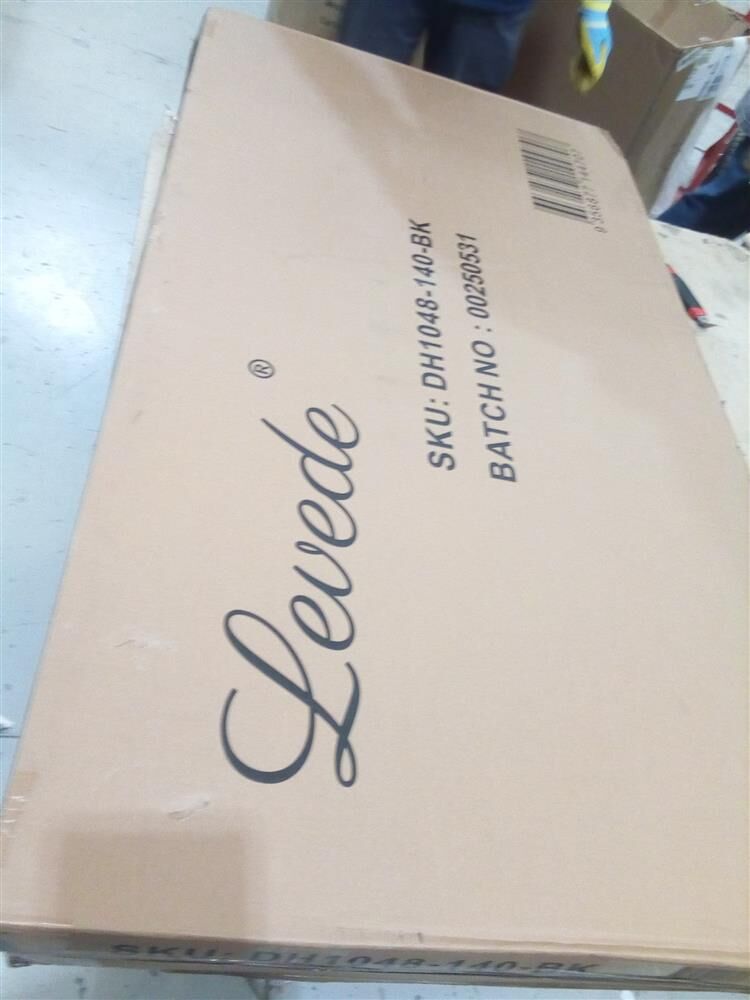 Levede®
SKU: DH1048-140-BK
BATCH NO : 00250531
SKU: DH1048-140-BK